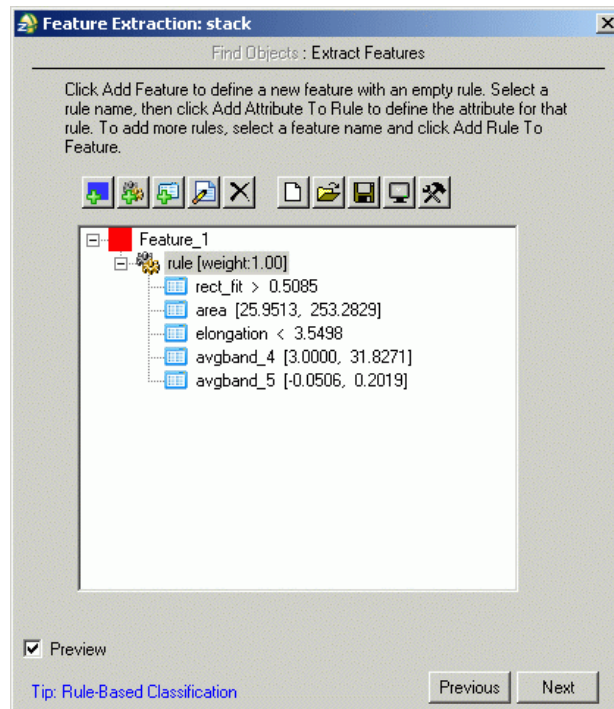 Feature Extraction: stack
Find Objects : Extract Features
Click Add Feature to define a new feature with an empty rule. Select a
rule name, then click Add Attribute To Rule to define the attribute for that
rule. To add more rules, select a feature name and click Add Rule To
Feature.
Feature_1
rule [weight:1.00]
rect_fit > 0.5085
area [25.9513, 253.2829]
elongation < 3.5498
avgband_4 [3.0000, 31.8271]
avgband_5 [-0.0506, 0.2019]
Preview
Tip: Rule-Based Classification
Previous
Next